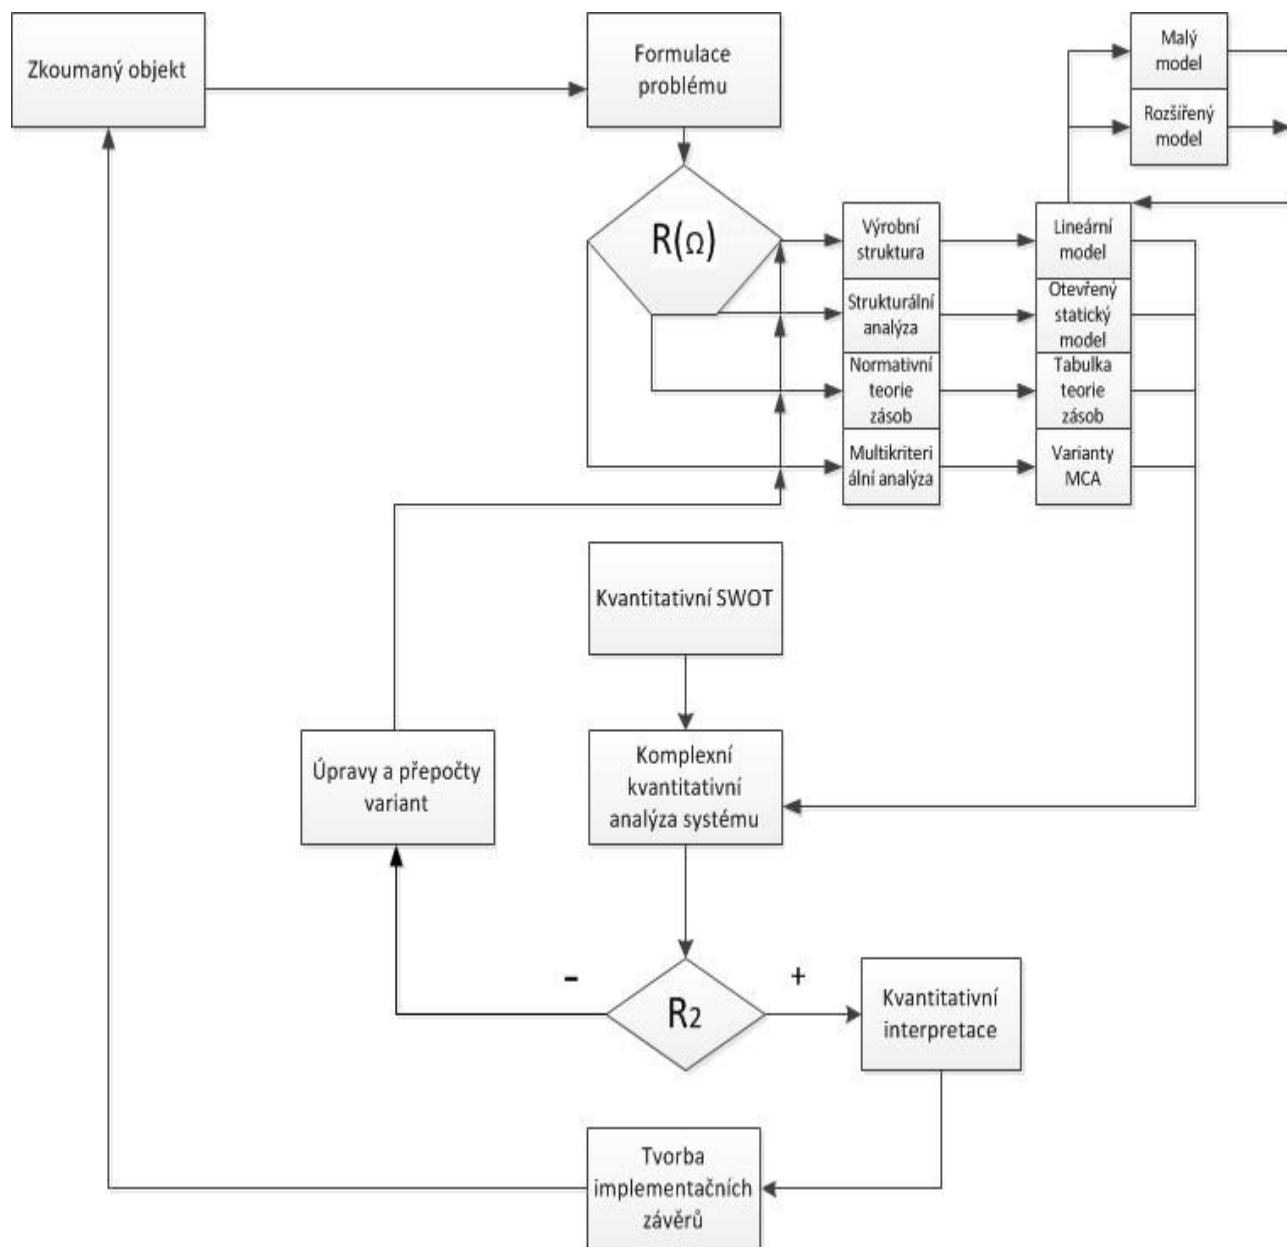 Zkoumaný objekt
Formulace
problému
Malý
model
Rozšířený
model
R(Ω)
Výrobní
struktura
Lineární
model
Strukturální
analýza
Otevřený
statický
model
Normativní
teorie
zásob
Tabulka
teorie
zásob
Multikriteri
ální analýza
Varianty
MCA
Kvantitativní SWOT
Úpravy a přepočty
variant
Komplexní
kvantitativní
analýza systému
-
+
R2
Kvantitativní
interpretace
Tvorba
implementačních
závěrů